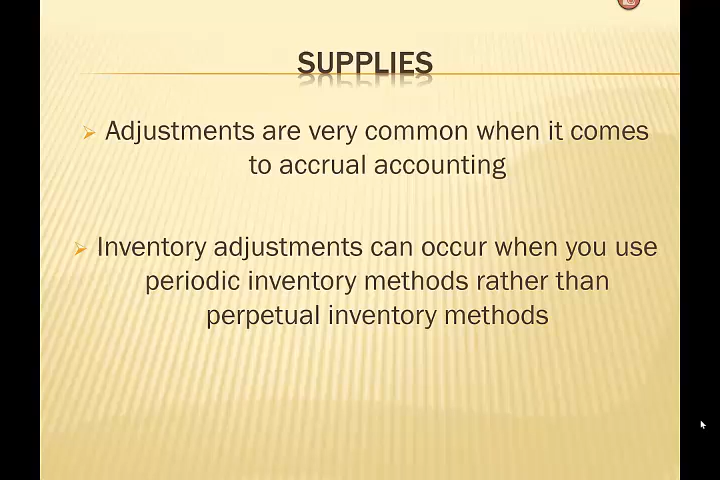 SUPPLIES
Adjustments are very common when it comes
to accrual accounting
Inventory adjustments can occur when you use
periodic inventory methods rather than
perpetual inventory methods